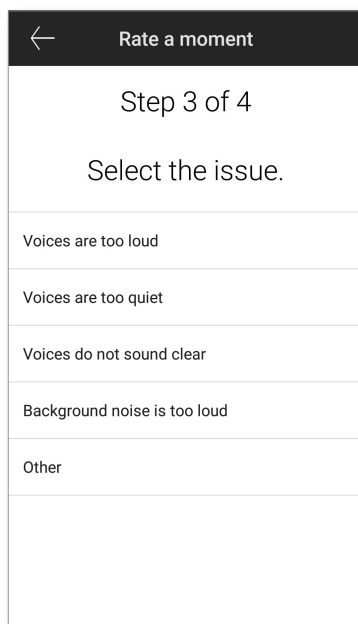 Rate a moment
Step 3 of 4
Select the issue.
Voices are too loud
Voices are too quiet
Voices do not sound clear
Background noise is too loud
Other